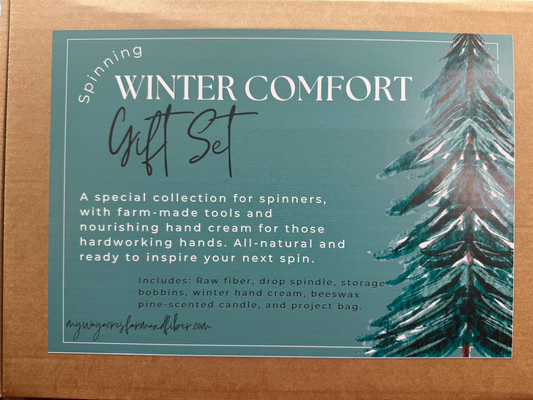 Spinning
WINTER COMFORT
Gift Set
A special collection for spinners,
with farm-made tools and
nourishing hand cream for those
hardworking hands. All-natural and
ready to inspire your next spin.
Includes: Raw fiber, drop spindle, storage
bobbins, winter hand cream, beeswax
pine-scented candle, and project bag.
mywayacresfarmandfiber.com